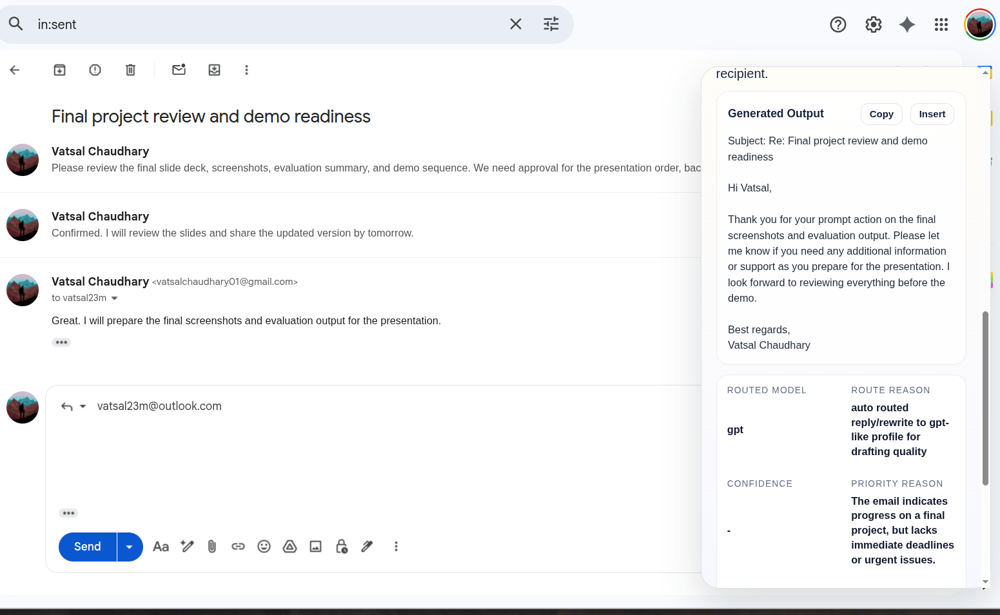 in:sent
Final project review and demo readiness
Vatsal Chaudhary
Please review the final slide deck, screenshots, evaluation summary, and demo sequence. We need approval for the presentation order, bac
Vatsal Chaudhary
Confirmed. I will review the slides and share the updated version by tomorrow.
Vatsal Chaudhary <vatsalchaudhary01@gmail.com>
to vatsal23m
Great. I will prepare the final screenshots and evaluation output for the presentation.
vatsal23m@outlook.com
Send
Aa
recipient.
Generated Output
Copy
Insert
Subject: Re: Final project review and demo
readiness
Hi Vatsal,
Thank you for your prompt action on the final
screenshots and evaluation output. Please let
me know if you need any additional information
or support as you prepare for the presentation. I
look forward to reviewing everything before the
demo.
Best regards,
Vatsal Chaudhary
ROUTED MODEL
gpt
ROUTE REASON
auto routed
reply/rewrite to gpt-
like profile for
drafting quality
CONFIDENCE
-
PRIORITY REASON
The email indicates
progress on a final
project, but lacks
immediate deadlines
or urgent issues.